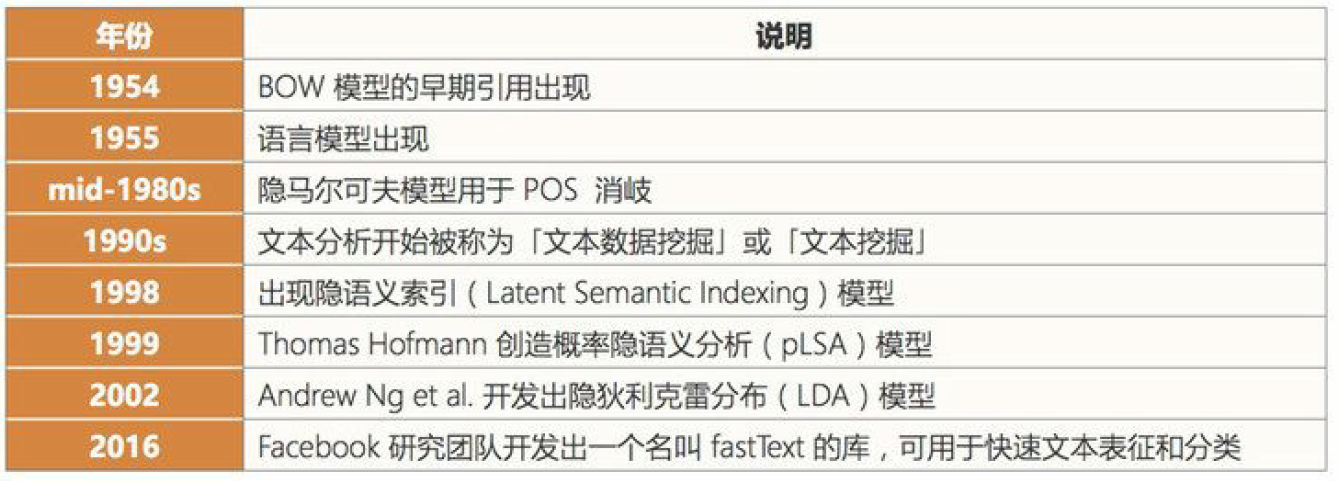 年份 说明
1954 BOW 模型的早期引用出现
1955 语言模型出现
mid-1980s 隐马尔可夫模型用于 POS 消岐
1990s 文本分析开始被称为「文本数据挖掘」或「文本挖掘」
1998 出现隐语义索引(Latent Semantic Indexing)模型
1999 Thomas Hofmann 创造概率隐语义分析(pLSA)模型
2002 Andrew Ng et al. 开发出隐狄利克雷分布(LDA)模型
2016 Facebook 研究团队开发出一个名叫 fastText 的库,可用于快速文本表征和分类